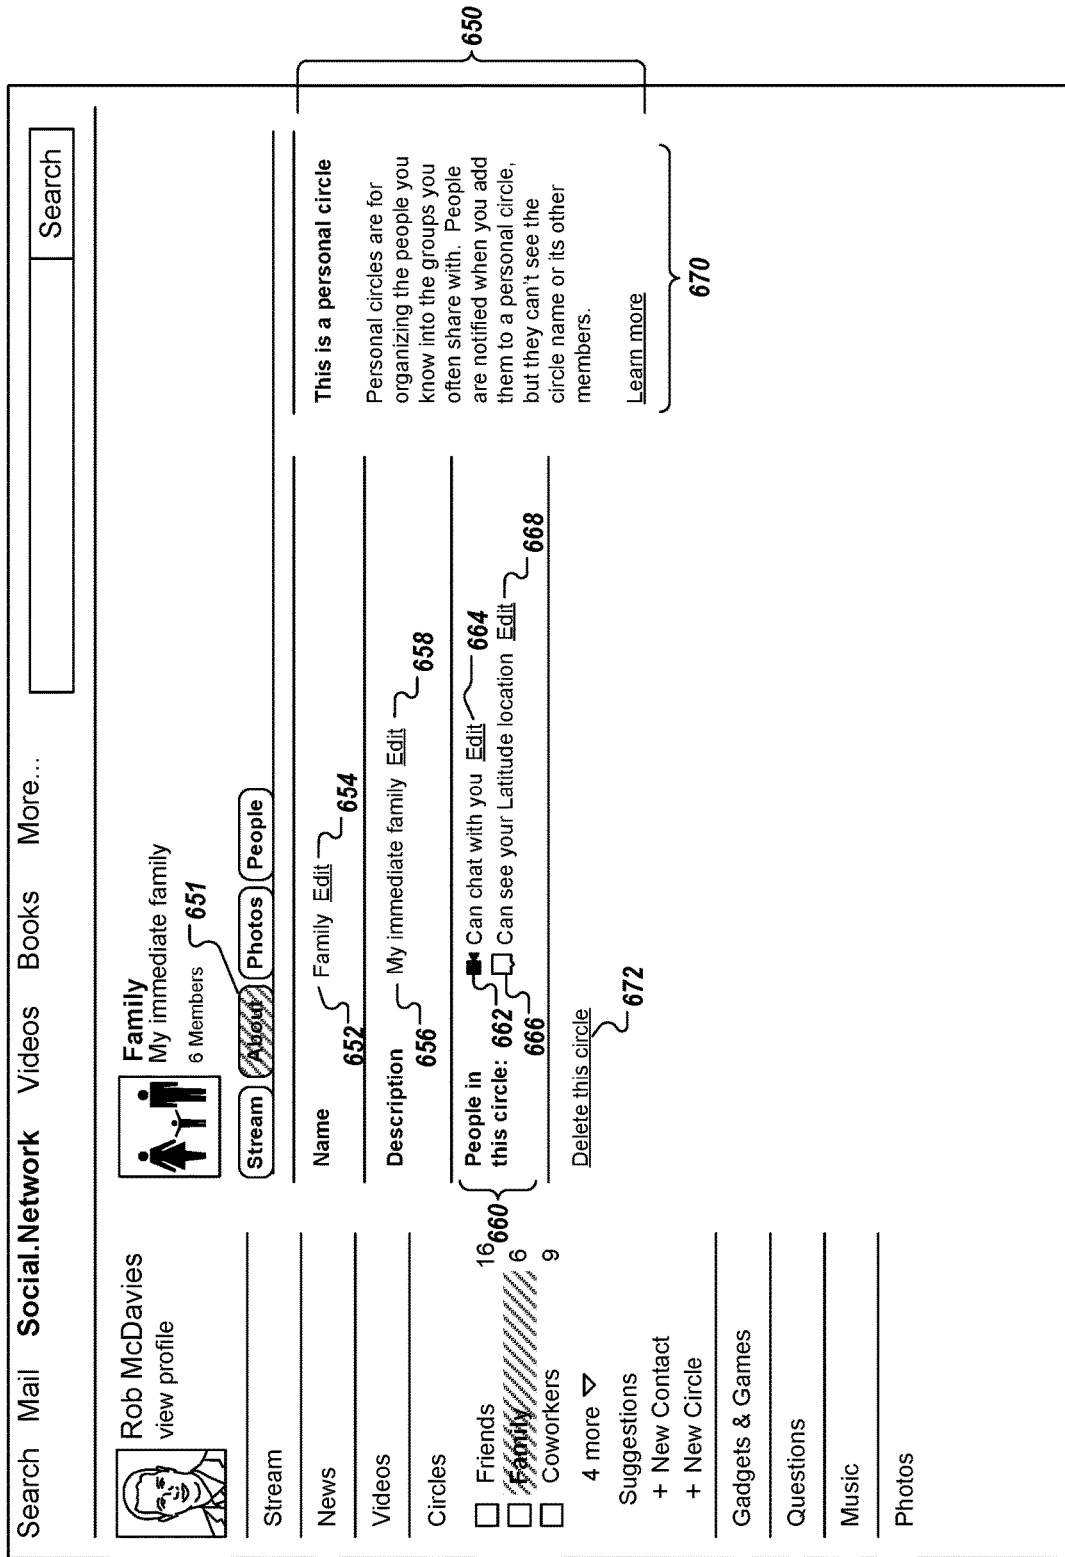 Search Mail Social.Network Videos Books More...
Search
Rob McDavies
view profile
Stream
News
Videos
Circles
Friends 16
Family 6
Coworkers 9
4 more
Suggestions
+ New Contact
+ New Circle
Gadgets & Games
Questions
Music
Photos
Family
My immediate family
6 Members
651
Stream About Photos People
Name
652
Family Edit
654
Description
656
My immediate family Edit
658
660
People in
this circle:
662
Can chat with you Edit
664
666
Can see your Latitude location Edit
668
Delete this circle
672
This is a personal circle
Personal circles are for
organizing the people you
know into the groups you
often share with. People
are notified when you add
them to a personal circle,
but they can't see the
circle name or its other
members.
Learn more
670
650